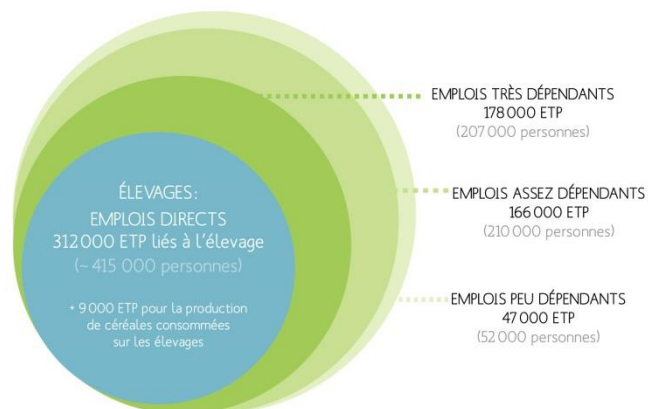 EMPLOIS TRÈS DÉPENDANTS
178 000 ETP
(207 000 personnes)
ÉLEVAGES :
EMPLOIS DIRECTS
312 000 ETP liés à l'élevage
(~ 415 000 personnes)
+ 9 000 ETP pour la production
de céréales consommées
sur les élevages
EMPLOIS ASSEZ DÉPENDANTS
166 000 ETP
(210 000 personnes)
EMPLOIS PEU DÉPENDANTS
47 000 ETP
(52 000 personnes)